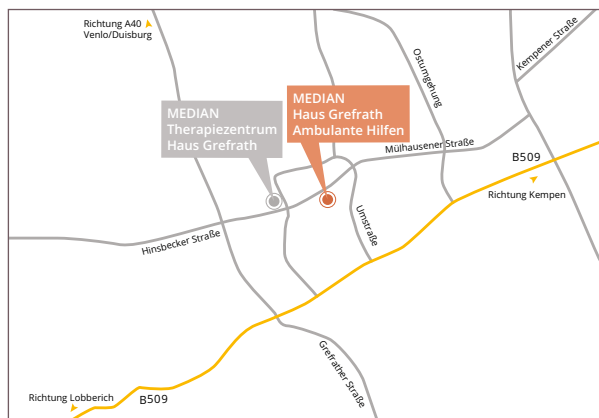 Richtung A40
Venlo/Duisburg
Kempener Straße
Ostumgehung
MEDIAN
Therapiezentrum
Haus Grefrath
MEDIAN
Haus Grefrath
Ambulante Hilfen
Mülhausener Straße
B509
Richtung Kempen
Umstraße
Hinsbecker Straße
Grefrather Straße
Richtung Lobberich
B509